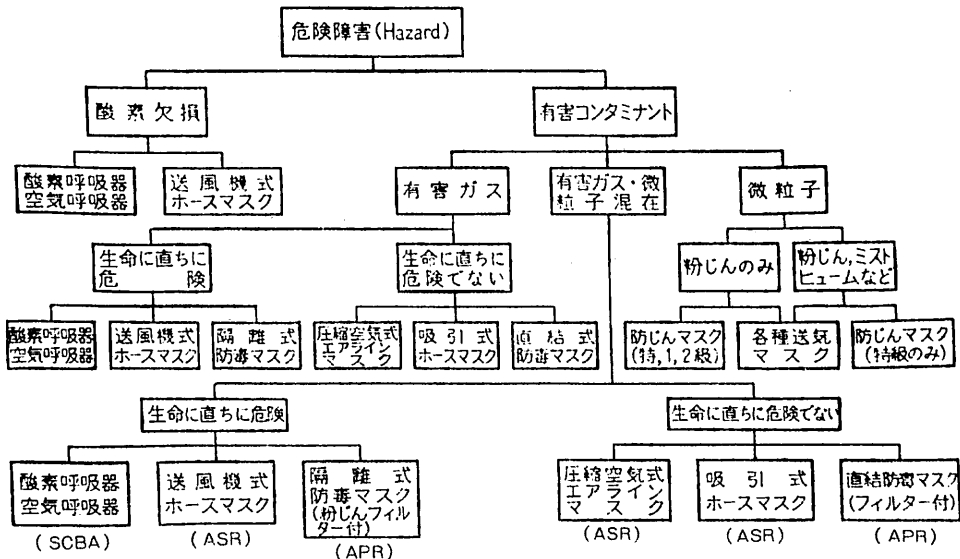 危険障害(Hazard)
酸素欠損
有害コンタミナント
酸素呼吸器
空気呼吸器
送風機式
ホースマスク
有害ガス
有害ガス・微
粒子混在
微粒子
生命に直ちに
危険
生命に直ちに
危険でない
粉じんのみ
粉じん,ミスト
ヒュームなど
酸素呼吸器
空気呼吸器
送風機式
ホースマスク
隔離式
防毒マスク
圧縮空気式
エアライン
マスク
吸引式
ホースマスク
直結式
防毒マスク
防じんマスク
(特,1,2級)
各種送気
マスク
防じんマスク
(特級のみ)
生命に直ちに危険
生命に直ちに危険でない
酸素呼吸器
空気呼吸器
(SCBA)
送風機式
ホースマスク
(ASR)
隔離式
防毒マスク
(粉じんフィル
ター付)
(APR)
圧縮空気式
エアライン
マスク
(ASR)
吸引式
ホースマスク
(ASR)
直結防毒マスク
(フィルター付)
(APR)